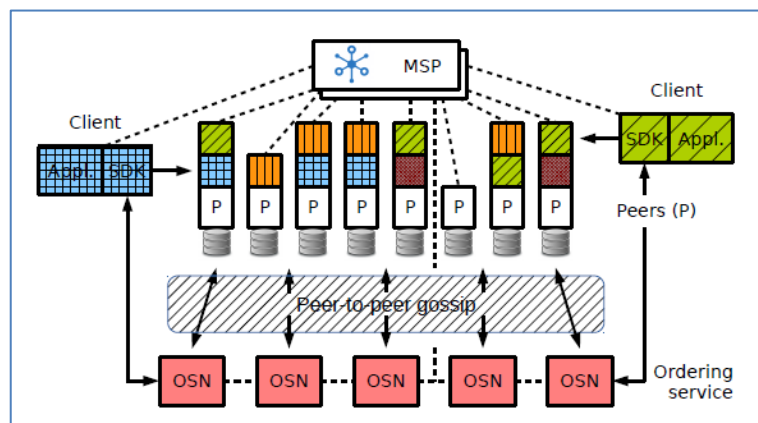 MSP
Client
Client
Appl. SDK
SDK Appl.
P P P P P P P P
Peers (P)
Peer-to-peer gossip
OSN OSN OSN OSN OSN
Ordering
service